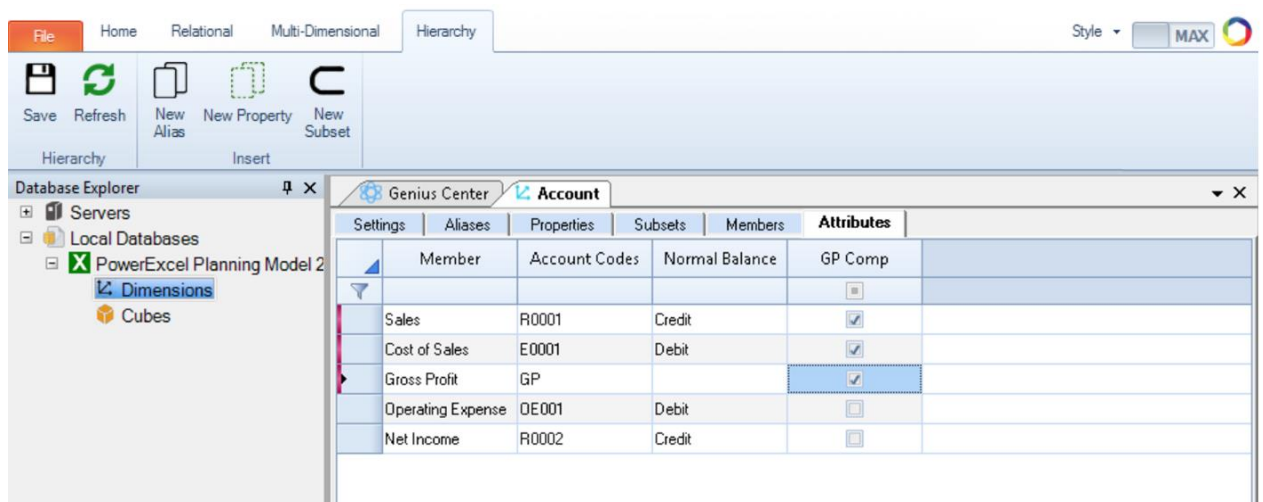 File Home Relational Multi-Dimensional Hierarchy Style MAX
Save Refresh New Alias New Property New Subset
Hierarchy Insert
Database Explorer
Servers
Local Databases
PowerExcel Planning Model 2
Dimensions
Cubes
Genius Center Account
Settings Aliases Properties Subsets Members Attributes
Member Account Codes Normal Balance GP Comp
Sales R0001 Credit
Cost of Sales E0001 Debit
Gross Profit GP
Operating Expense OE001 Debit
Net Income R0002 Credit